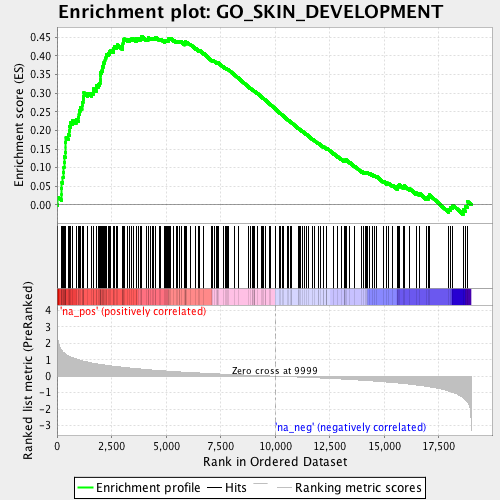 Enrichment plot: GO_SKIN_DEVELOPMENT
Enrichment score (ES)
0.45
0.40
0.35
0.30
0.25
0.20
0.15
0.10
0.05
0.00
'na_pos' (positively correlated)
Ranked list metric (PreRanked)
4
3
2
1
0
-1
-2
-3
Zero cross at 9999
'na_neg' (negatively correlated)
0 2,500 5,000 7,500 10,000 12,500 15,000 17,500
Rank in Ordered Dataset
Enrichment profile Hits Ranking metric scores